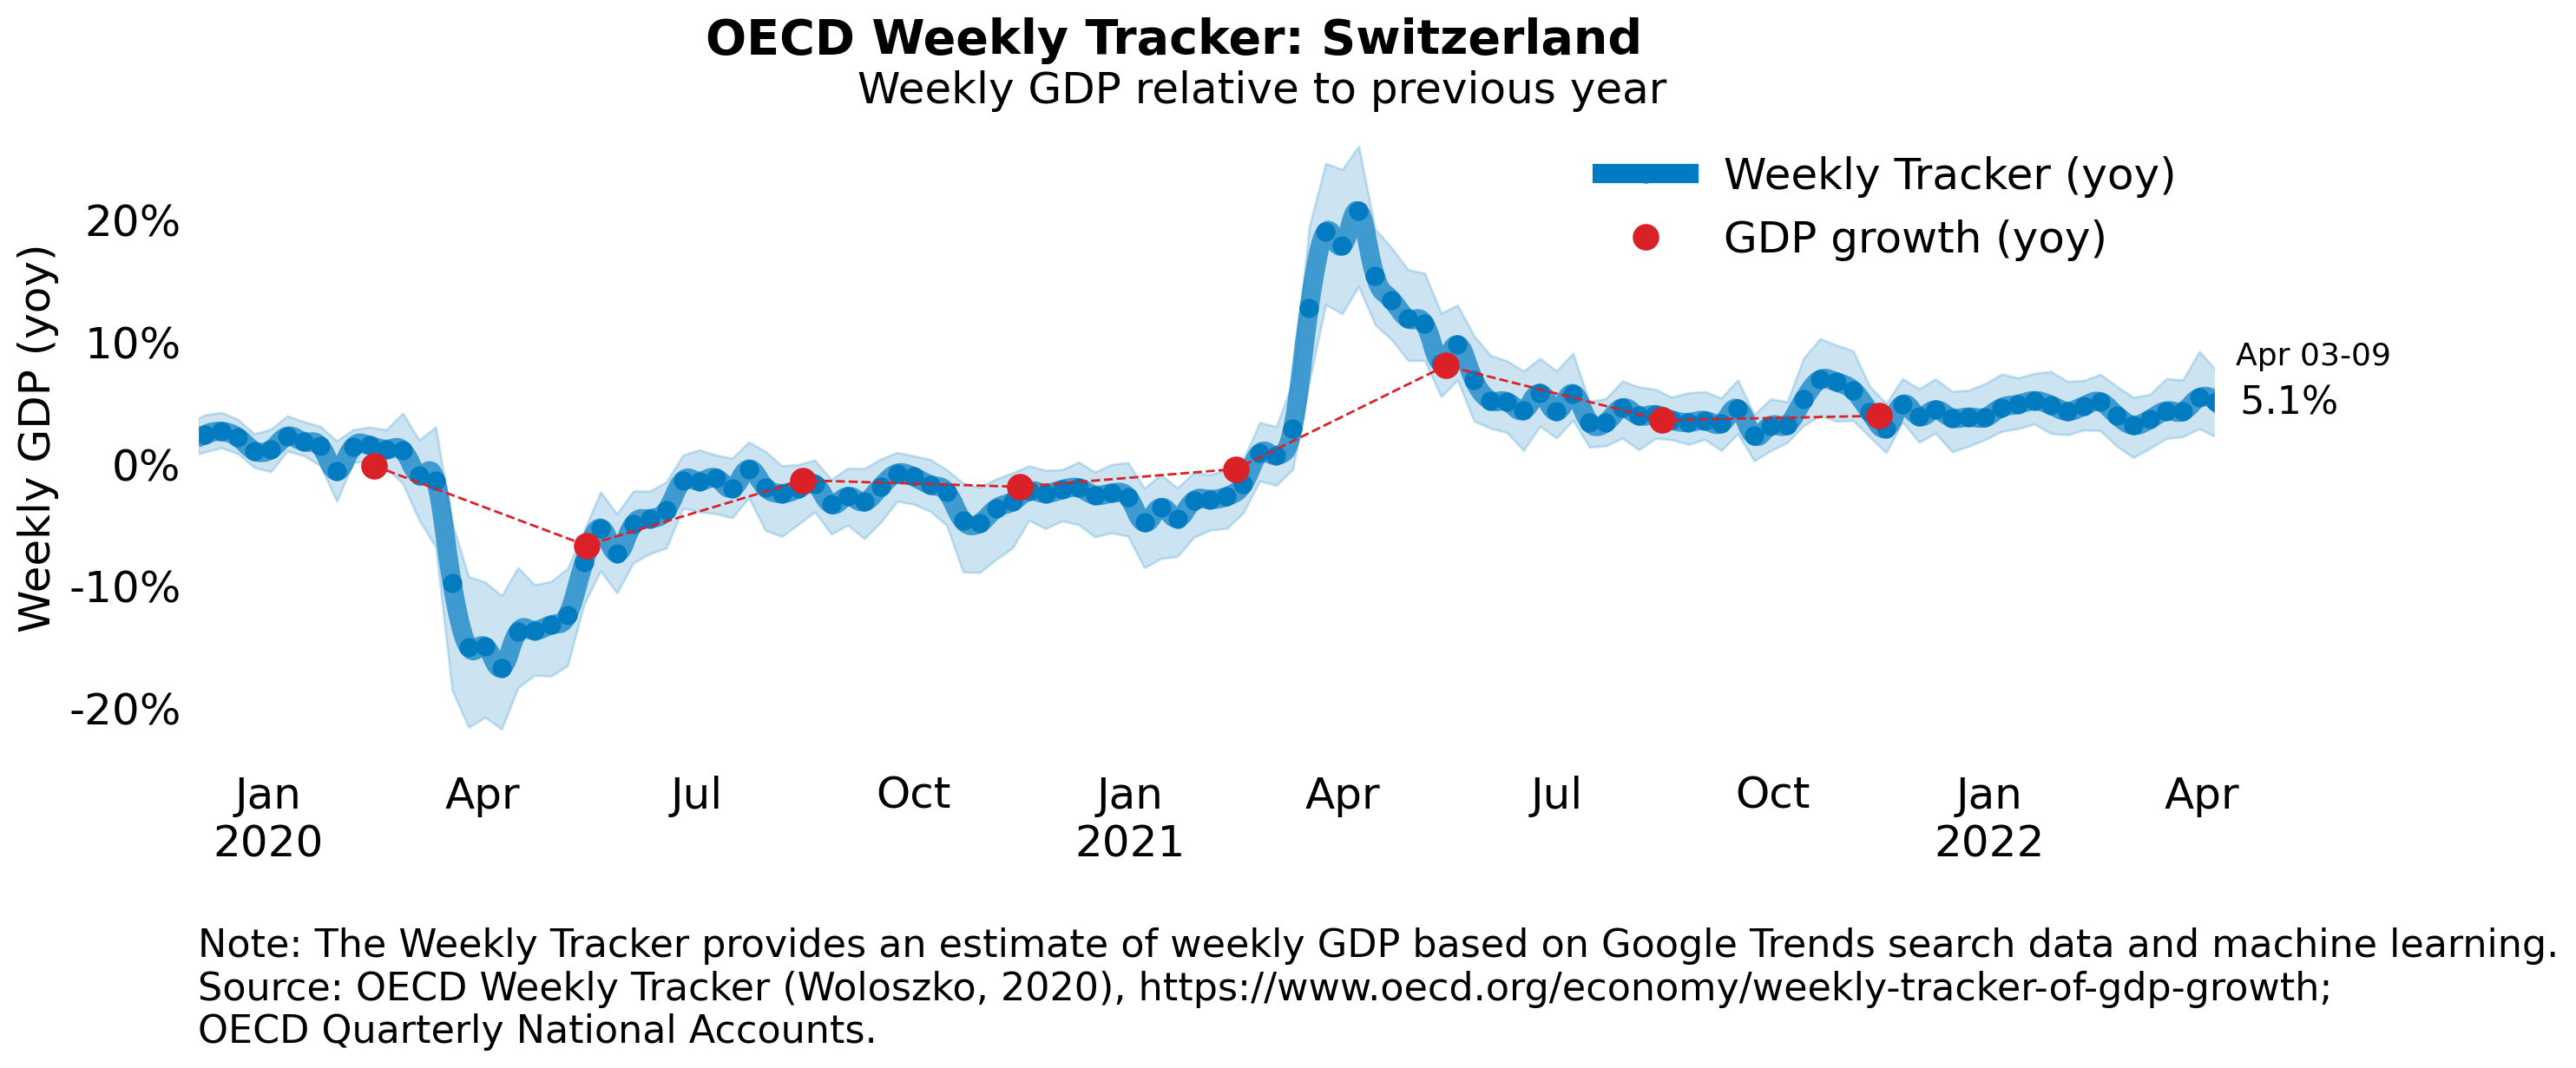 OECD Weekly Tracker: Switzerland
Weekly GDP relative to previous year
Weekly Tracker (yoy)
GDP growth (yoy)
Weekly GDP (yoy)
20%
10%
0%
-10%
-20%
Apr 03-09
5.1%
Jan Apr Jul Oct Jan Apr Jul Oct Jan Apr
2020 2021 2022
Note: The Weekly Tracker provides an estimate of weekly GDP based on Google Trends search data and machine learning.
Source: OECD Weekly Tracker (Woloszko, 2020), https://www.oecd.org/economy/weekly-tracker-of-gdp-growth;
OECD Quarterly National Accounts.